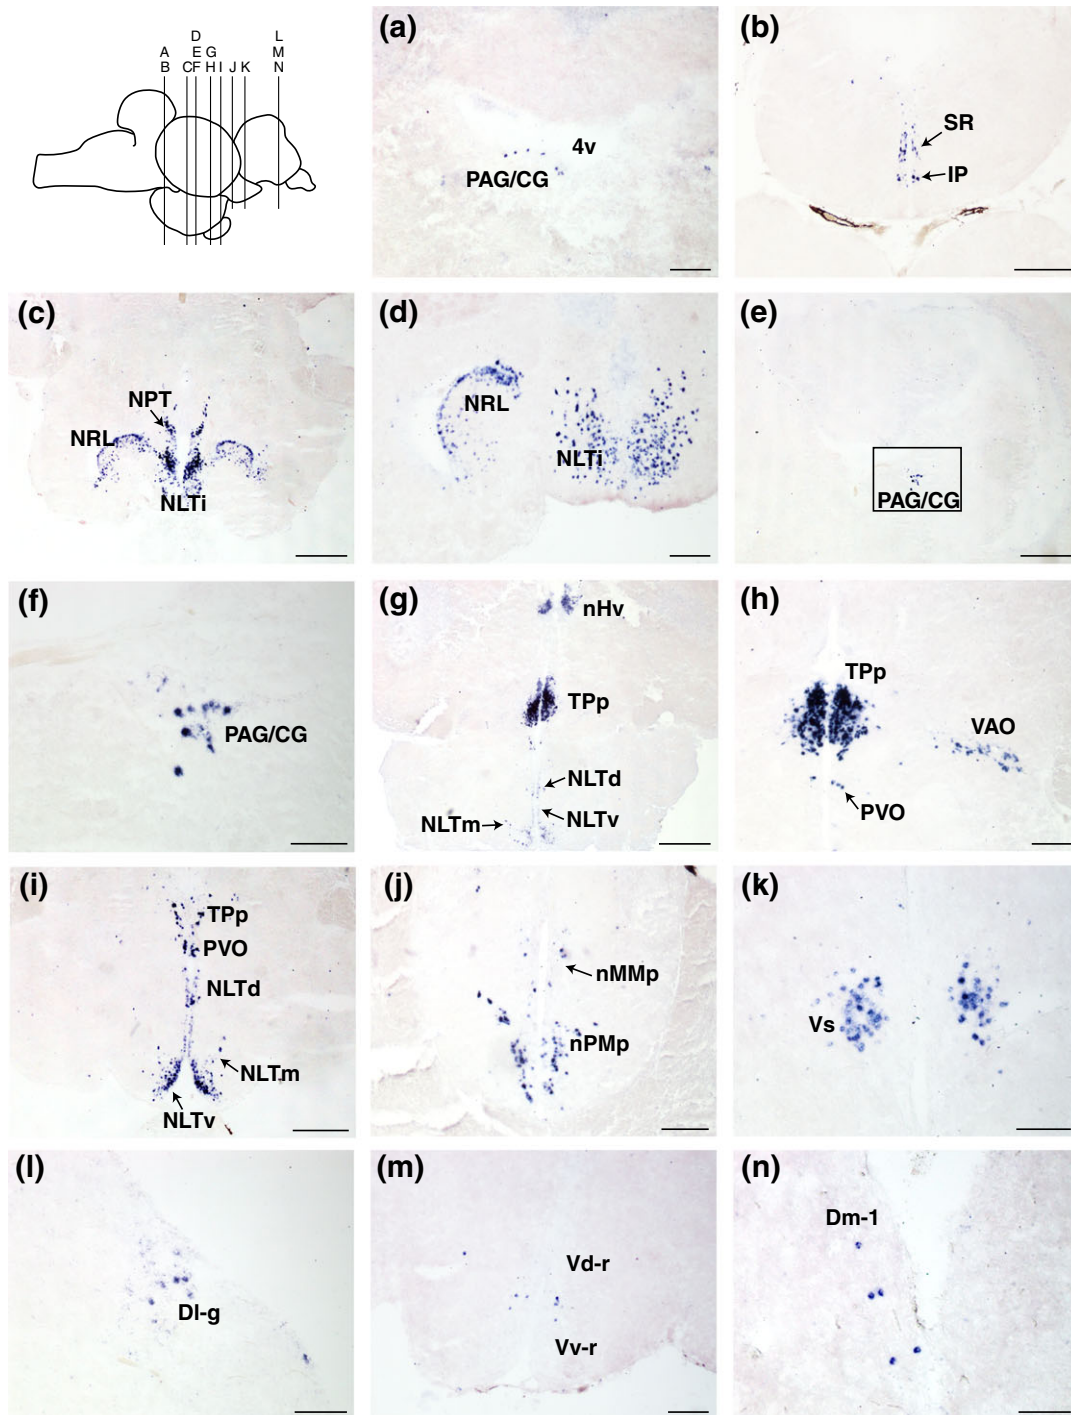 D L
A E G M
B C F H I J K N
(a)
4v
PAG/CG
(b)
SR
IP
(c)
NPT
NRL
NLTi
(d)
NRL
NLTi
(e)
PAG/CG
(f)
PAG/CG
(g)
nHv
TPp
NLTd
NLTm
NLTv
(h)
TPp
VAO
PVO
(i)
TPp
PVO
NLTd
NLTm
NLTv
(j)
nMMp
nPMp
(k)
Vs
(l)
Dl-g
(m)
Vd-r
Vv-r
(n)
Dm-1